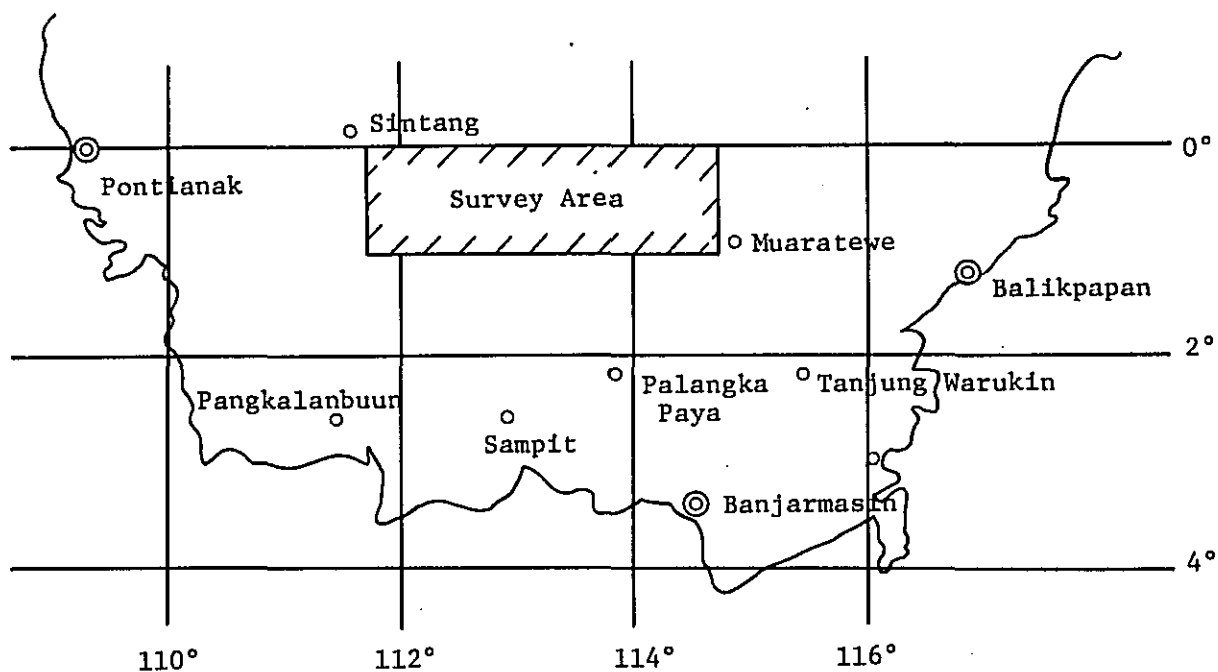 Sintang
0°
Pontianak
Survey Area
Muaratewe
Balikpapan
2°
Pangkalanbuun
Sampit
Palangka
Paya
Tanjung Warukin
Banjarmasin
4°
110°
112°
114°
116°